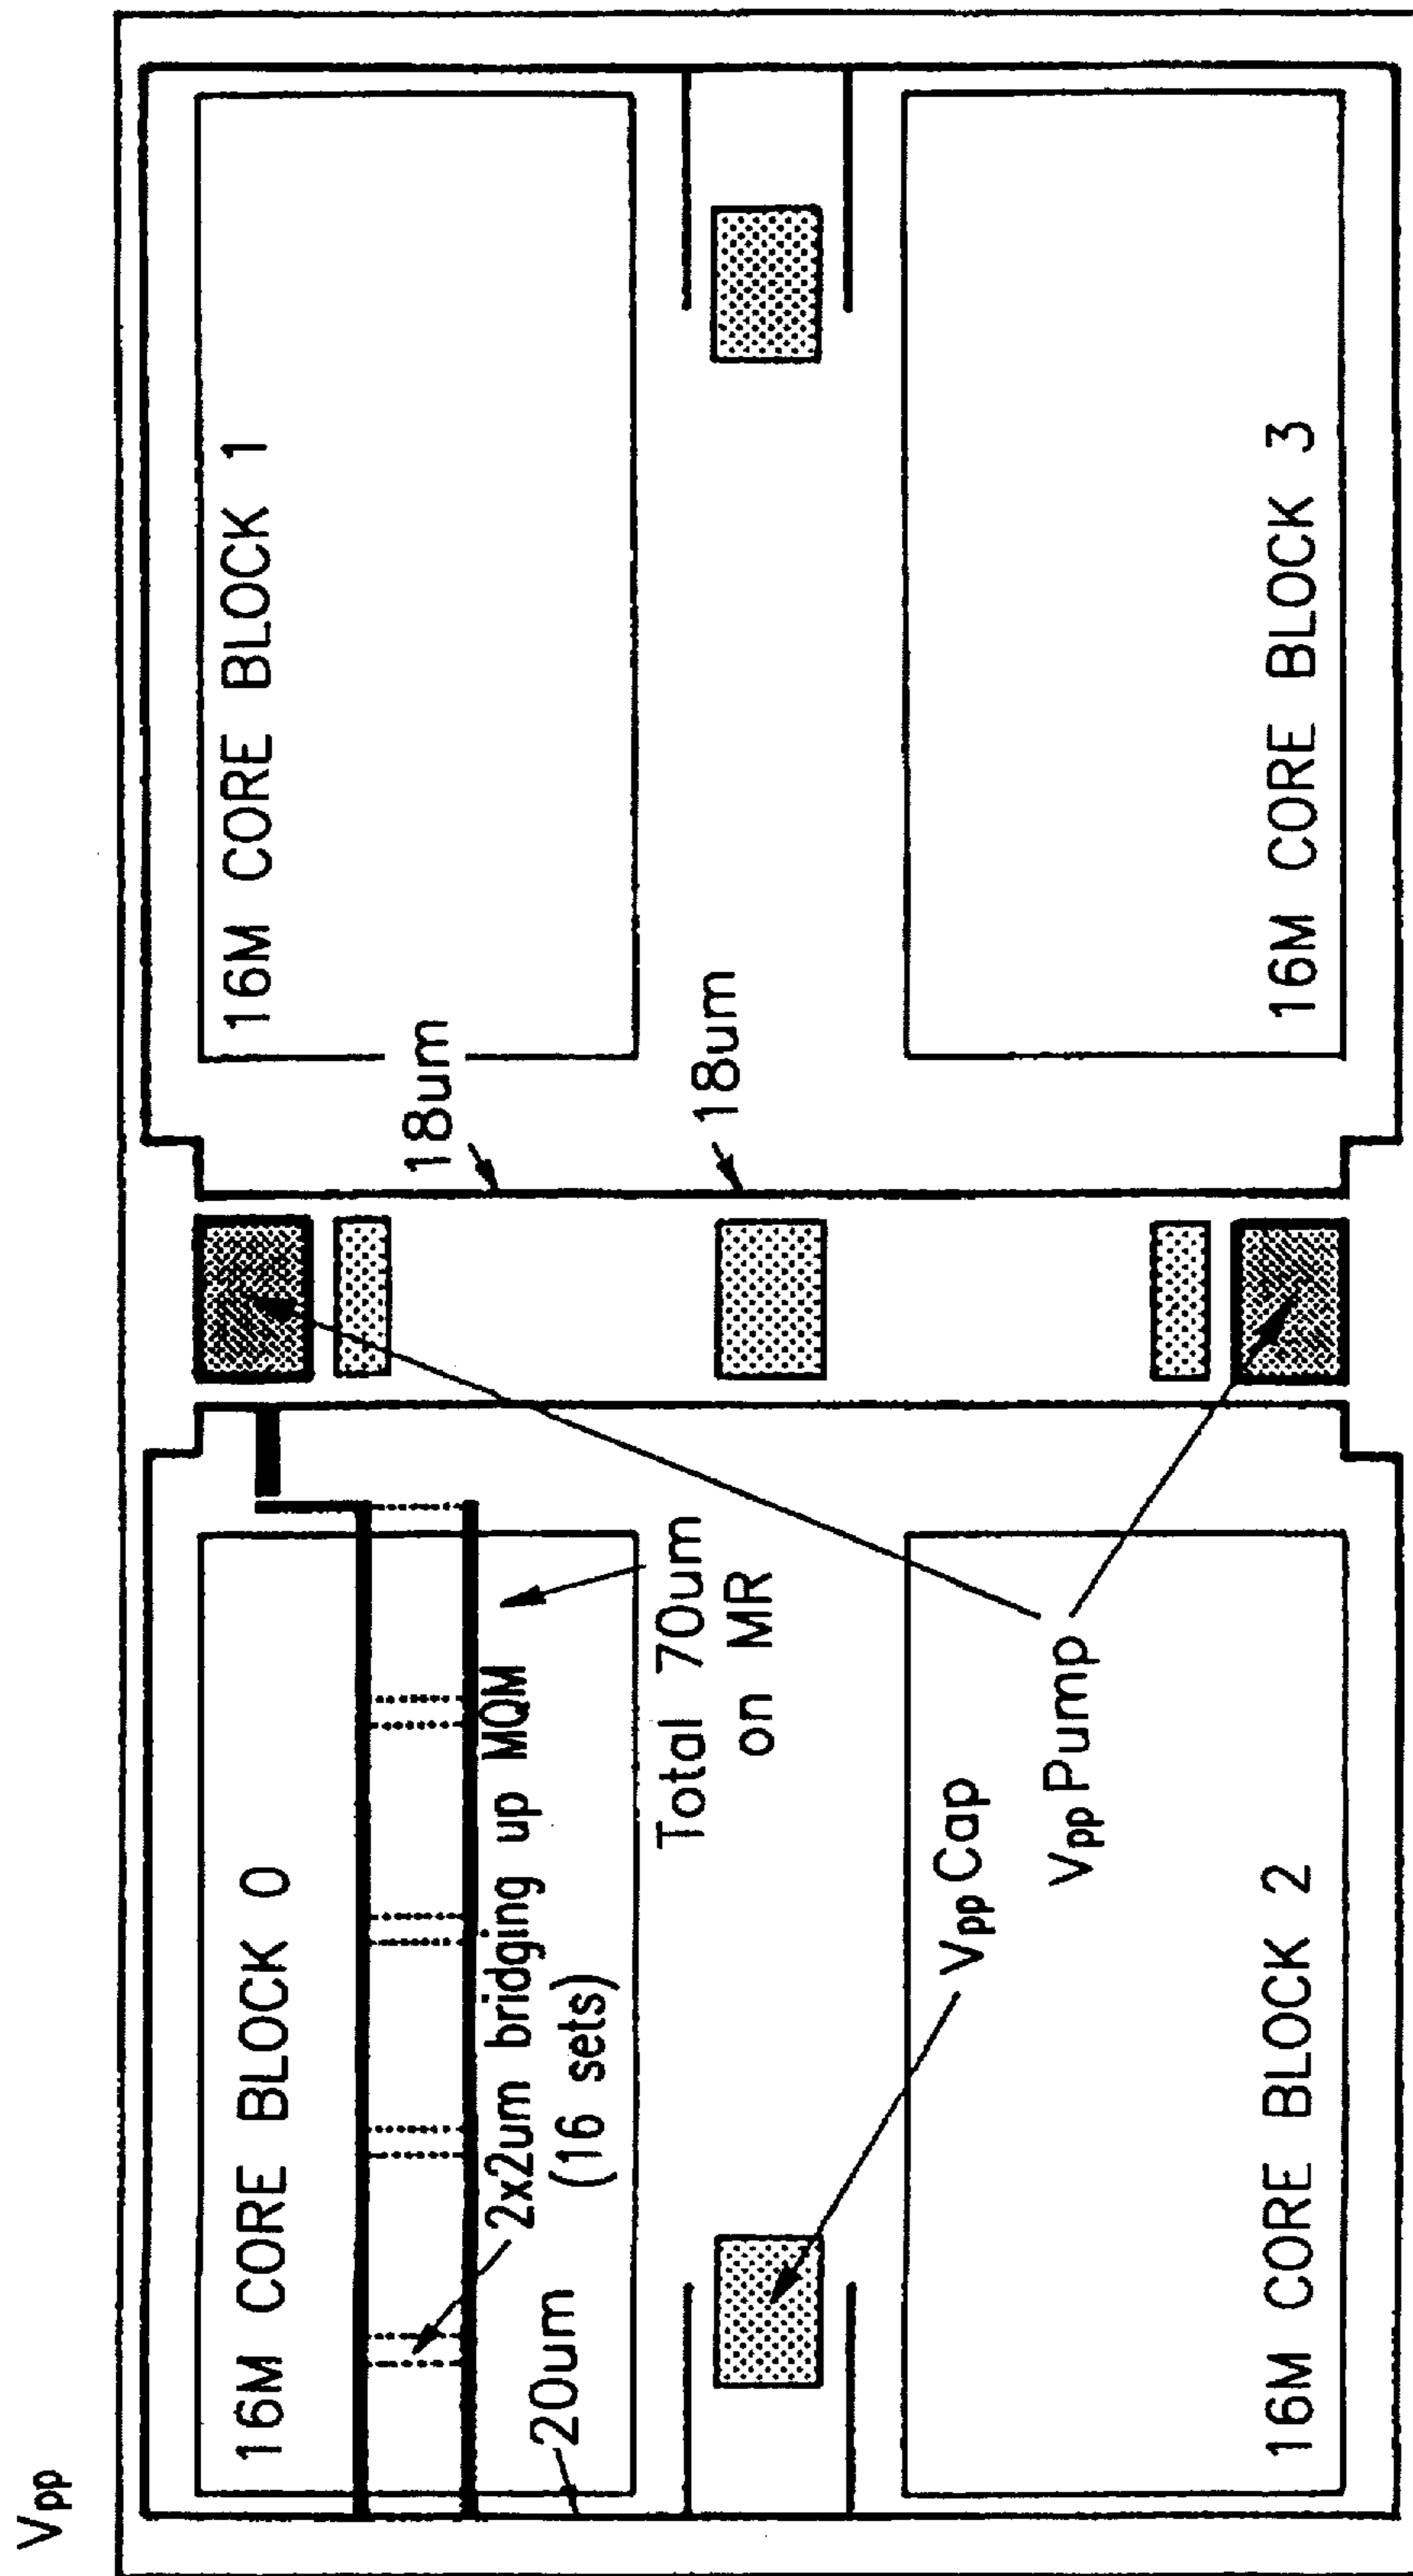 Vpp
16M CORE BLOCK 0
16M CORE BLOCK 1
2x2um bridging up MQM
(16 sets)
20um
Total 70um
on MR
18um
18um
Vpp Cap
Vpp Pump
16M CORE BLOCK 2
16M CORE BLOCK 3